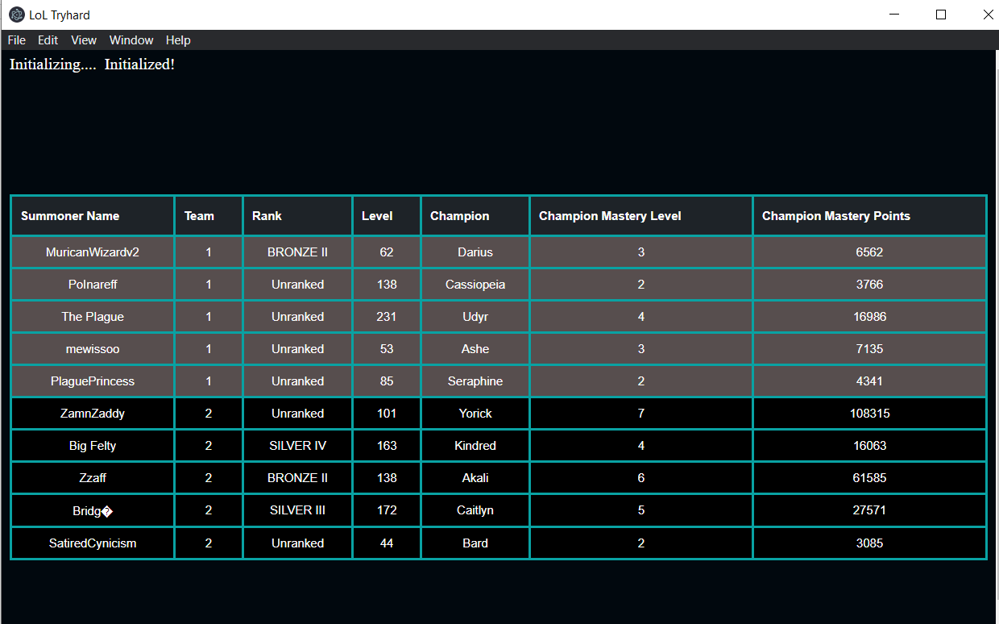 LoL Tryhard
File Edit View Window Help
Initializing.... Initialized!
Summoner Name Team Rank Level Champion Champion Mastery Level Champion Mastery Points
MuricanWizardv2 1 BRONZE II 62 Darius 3 6562
Polnareff 1 Unranked 138 Cassiopeia 2 3766
The Plague 1 Unranked 231 Udyr 4 16986
mewissoo 1 Unranked 53 Ashe 3 7135
PlaguePrincess 1 Unranked 85 Seraphine 2 4341
ZamnZaddy 2 Unranked 101 Yorick 7 108315
Big Felty 2 SILVER IV 163 Kindred 4 16063
Zzaff 2 BRONZE II 138 Akali 6 61585
Bridg� 2 SILVER III 172 Caitlyn 5 27571
SatiredCynicism 2 Unranked 44 Bard 2 3085